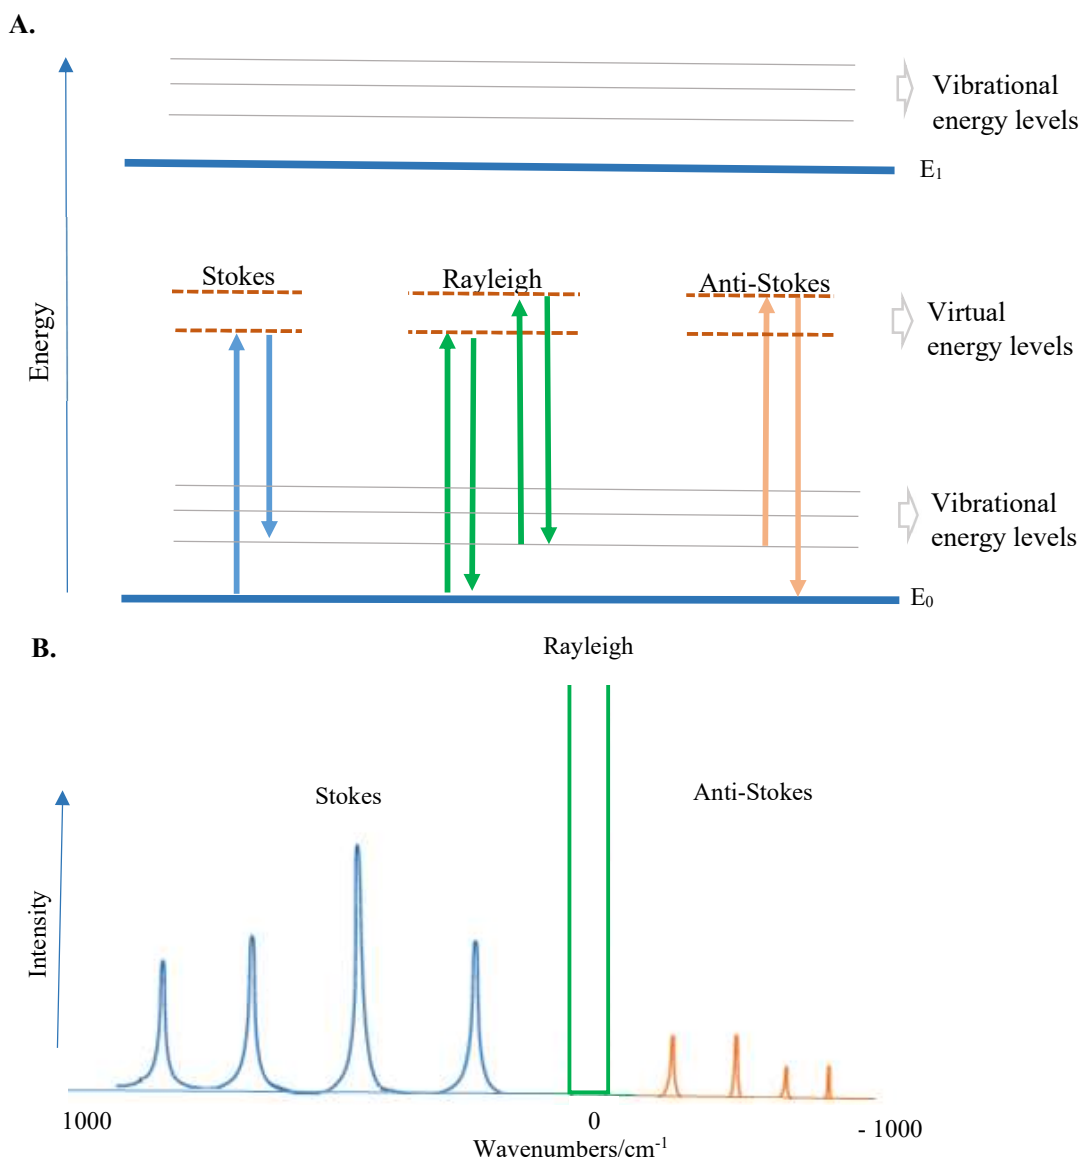 A.
Vibrational
energy levels
E₁
Stokes
Rayleigh
Anti-Stokes
Virtual
energy levels
Energy
Vibrational
energy levels
E₀
B.
Rayleigh
Stokes
Anti-Stokes
Intensity
1000
0
- 1000
Wavenumbers/cm⁻¹